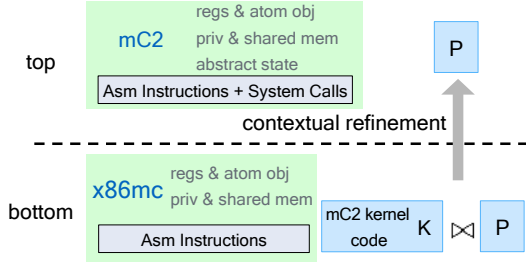 top
mC2
regs & atom obj
priv & shared mem
abstract state
Asm Instructions + System Calls
P
contextual refinement
bottom
x86mc
regs & atom obj
priv & shared mem
Asm Instructions
mC2 kernel
code
K
⋈
P